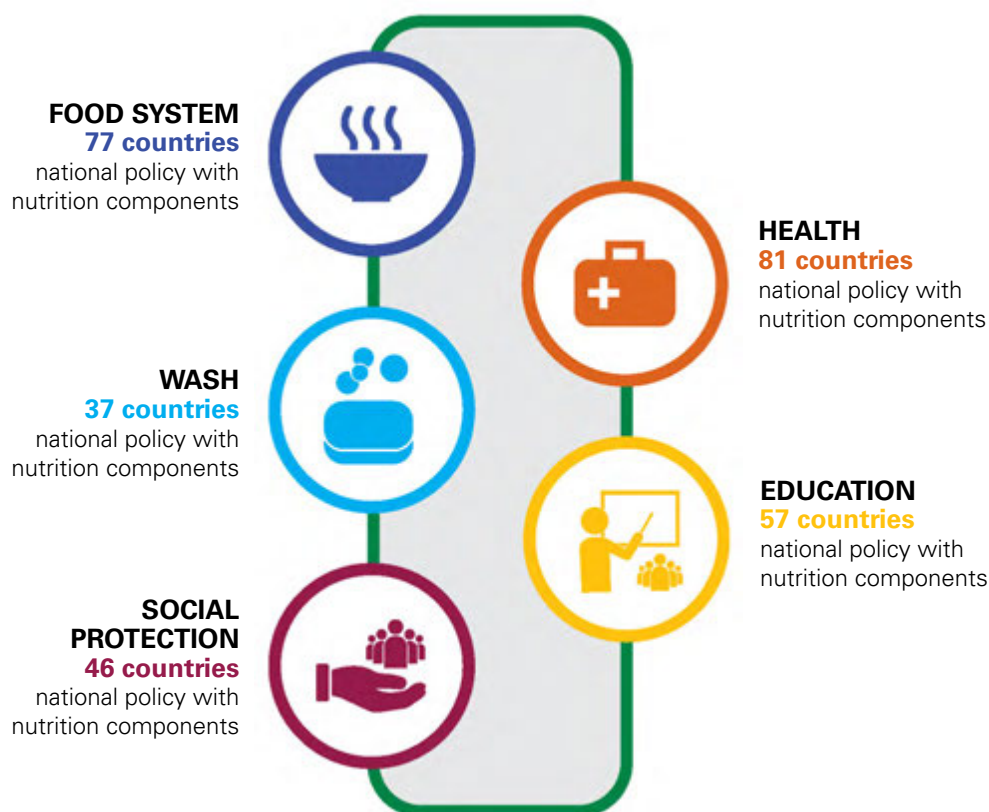 FOOD SYSTEM
77 countries
national policy with
nutrition components
HEALTH
81 countries
national policy with
nutrition components
WASH
37 countries
national policy with
nutrition components
EDUCATION
57 countries
national policy with
nutrition components
SOCIAL
PROTECTION
46 countries
national policy with
nutrition components